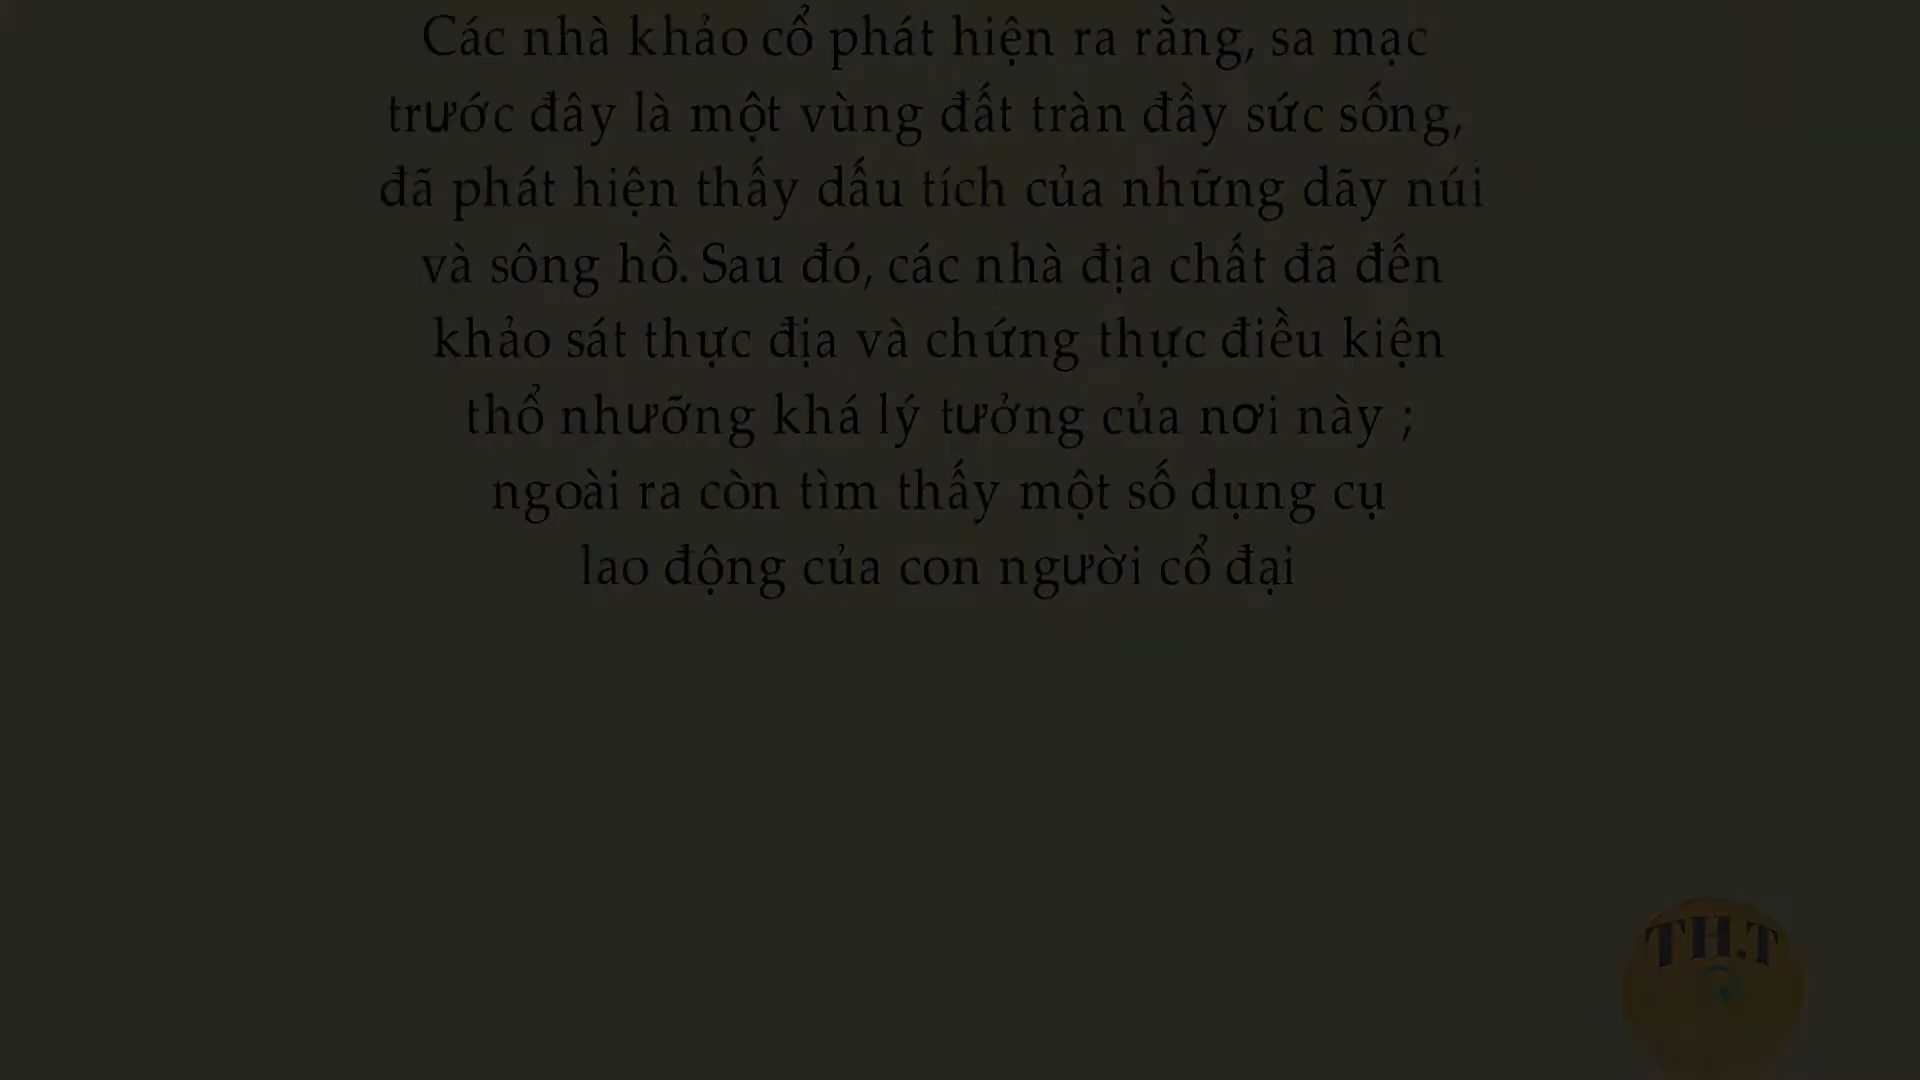 Các nhà khảo cổ phát hiện ra rằng, sa mạc
trước đây là một vùng đất tràn đầy sức sống,
đã phát hiện thấy dấu tích của những dãy núi
và sông hồ. Sau đó, các nhà địa chất đã đến
khảo sát thực địa và chứng thực điều kiện
thổ nhưỡng khá lý tưởng của nơi này ;
ngoài ra còn tìm thấy một số dụng cụ
lao động của con người cổ đại
TH.T